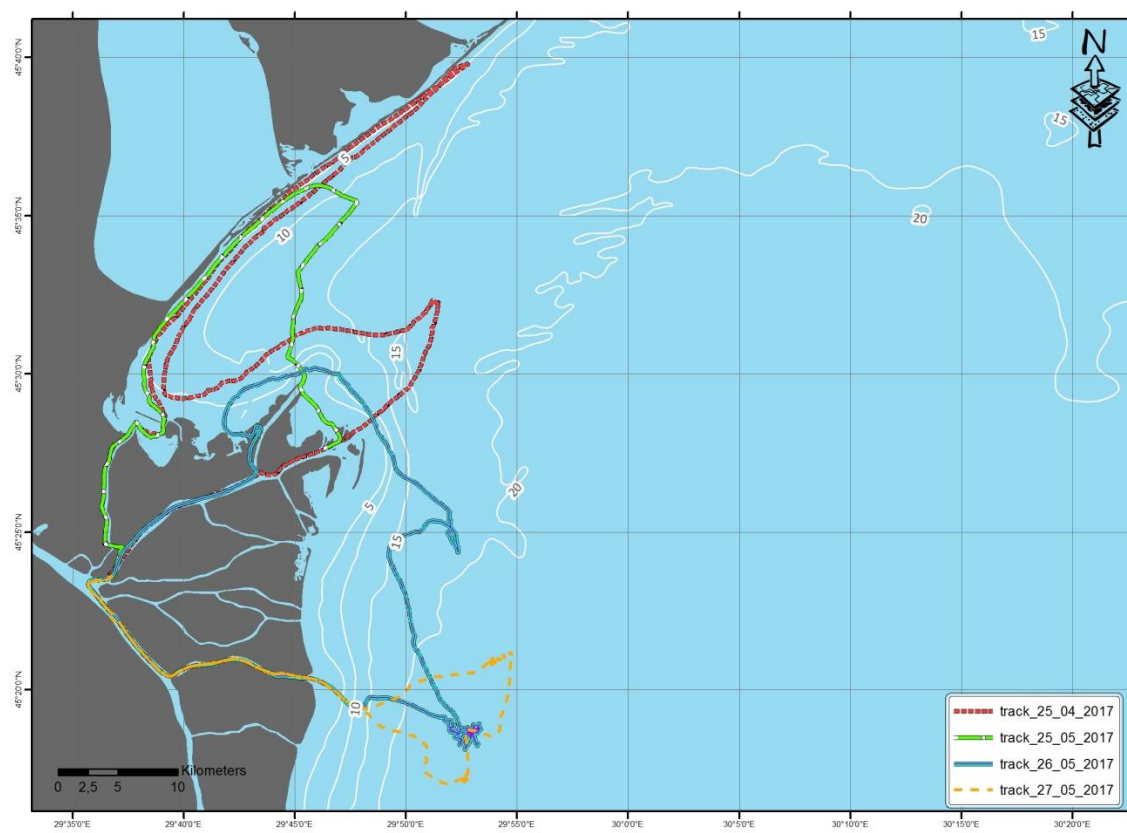 15
45°40'0"N
N
15
5
45°35'0"N
20
10
15
45°30'0"N
20
5
15
45°25'0"N
45°20'0"N
10
track_25_04_2017
track_25_05_2017
track_26_05_2017
track_27_05_2017
Kilometers
0 2,5 5 10
29°35'0"E 29°40'0"E 29°45'0"E 29°50'0"E 29°55'0"E 30°0'0"E 30°5'0"E 30°10'0"E 30°15'0"E 30°20'0"E